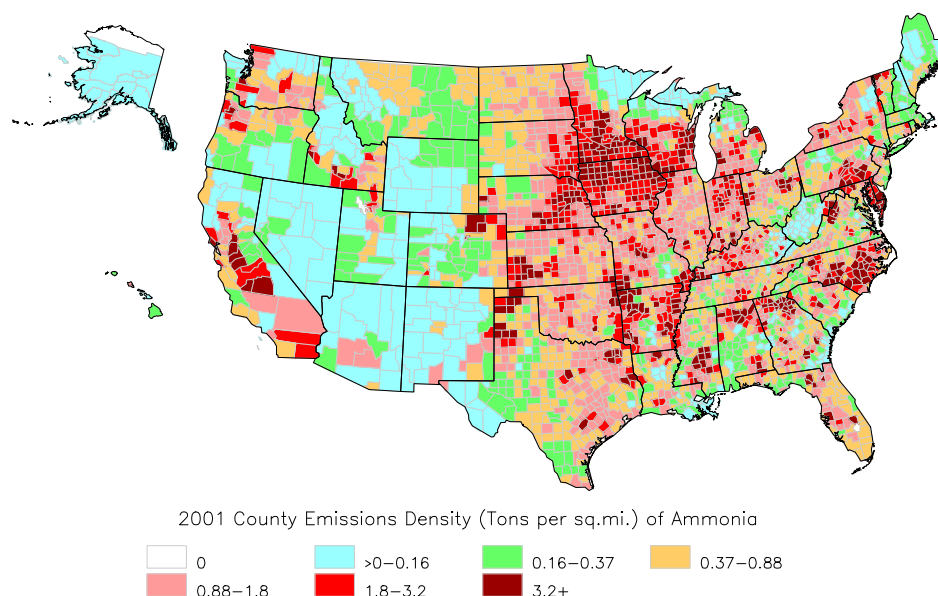 2001 County Emissions Density (Tons per sq.mi.) of Ammonia
0 >0-0.16 0.16-0.37 0.37-0.88
0.88-1.8 1.8-3.2 3.2+